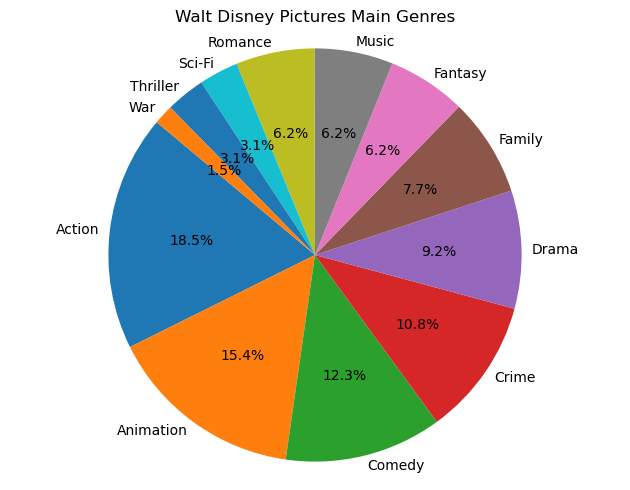 Walt Disney Pictures Main Genres
Action
18.5%
Animation
15.4%
Comedy
12.3%
Crime
10.8%
Drama
9.2%
Family
7.7%
Fantasy
6.2%
Music
6.2%
Romance
6.2%
Sci-Fi
3.1%
Thriller
3.1%
War
1.5%